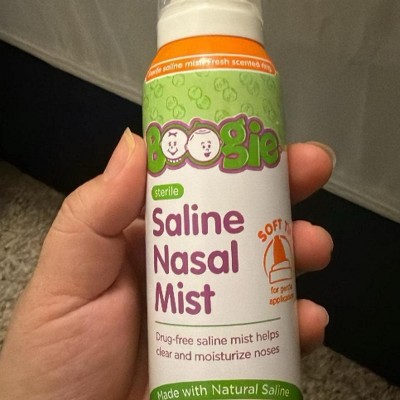 sterile saline mist fresh scented
Boogie
sterile
Saline
Nasal
Mist
SOFT
for gentle
Drug-free saline mist helps
clear and moisturize noses
Made with Natural Saline